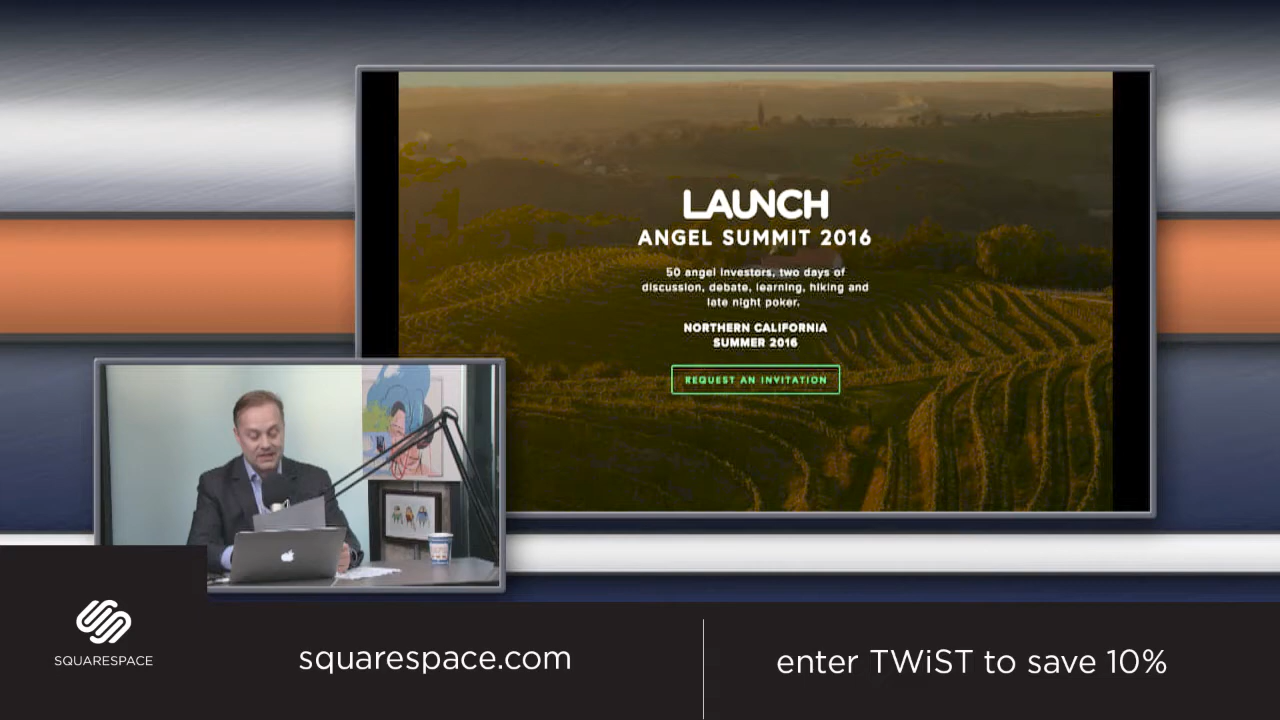 LAUNCH
ANGEL SUMMIT 2016
50 angel investors, two days of
discussion, debate, learning, hiking and
late night poker.
NORTHERN CALIFORNIA
SUMMER 2016
REQUEST AN INVITATION
SQUARESPACE
squarespace.com
enter TWiST to save 10%